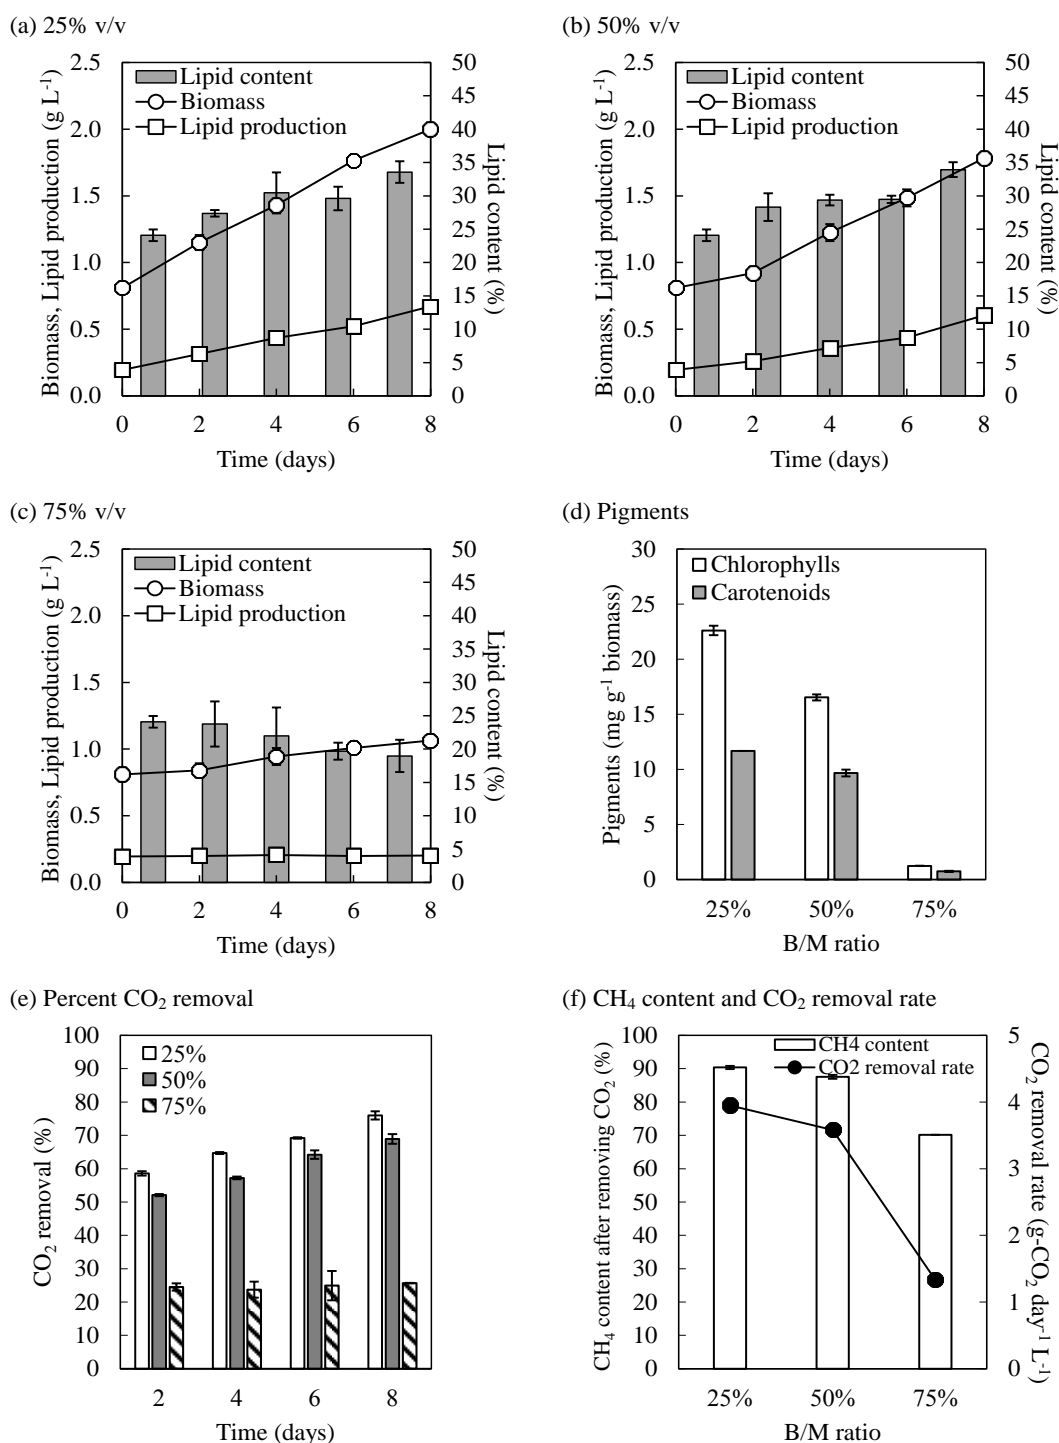 (a) 25% v/v
Biomass, Lipid production (g L⁻¹)
2.5
2.0
1.5
1.0
0.5
0.0
Lipid content
Biomass
Lipid production
50
45
40
35
30
25
20
15
10
5
0
Lipid content (%)
0 2 4 6 8
Time (days)
(b) 50% v/v
Biomass, Lipid production (g L⁻¹)
2.5
2.0
1.5
1.0
0.5
0.0
Lipid content
Biomass
Lipid production
50
45
40
35
30
25
20
15
10
5
0
Lipid content (%)
0 2 4 6 8
Time (days)
(c) 75% v/v
Biomass, Lipid production (g L⁻¹)
2.5
2.0
1.5
1.0
0.5
0.0
Lipid content
Biomass
Lipid production
50
45
40
35
30
25
20
15
10
5
0
Lipid content (%)
0 2 4 6 8
Time (days)
(d) Pigments
Pigments (mg g⁻¹ biomass)
30
25
20
15
10
5
0
Chlorophylls
Carotenoids
25% 50% 75%
B/M ratio
(e) Percent CO₂ removal
CO₂ removal (%)
100
90
80
70
60
50
40
30
20
10
0
25%
50%
75%
2 4 6 8
Time (days)
(f) CH₄ content and CO₂ removal rate
CH₄ content after removing CO₂ (%)
100
90
80
70
60
50
40
30
20
10
0
CH4 content
CO2 removal rate
5
4
3
2
1
0
CO₂ removal rate (g-CO₂ day⁻¹ L⁻¹)
25% 50% 75%
B/M ratio